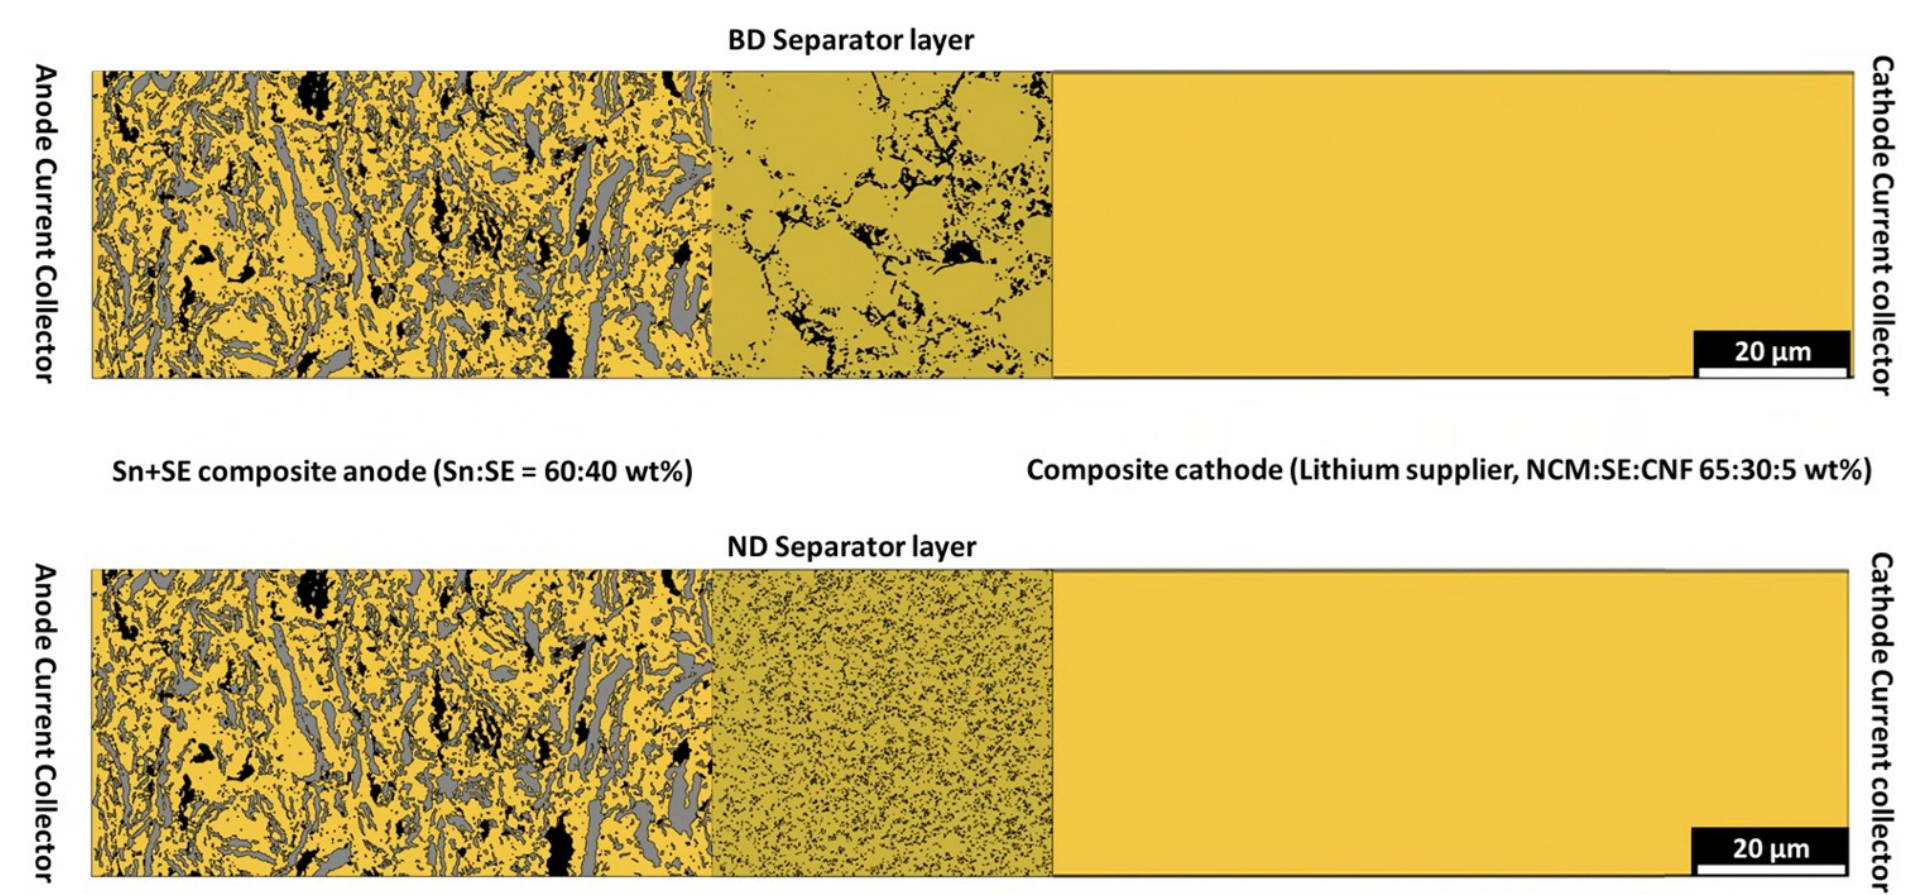 BD Separator layer
Anode Current Collector
Cathode Current collector
20 µm
Sn+SE composite anode (Sn:SE = 60:40 wt%)
Composite cathode (Lithium supplier, NCM:SE:CNF 65:30:5 wt%)
ND Separator layer
Anode Current Collector
Cathode Current collector
20 µm